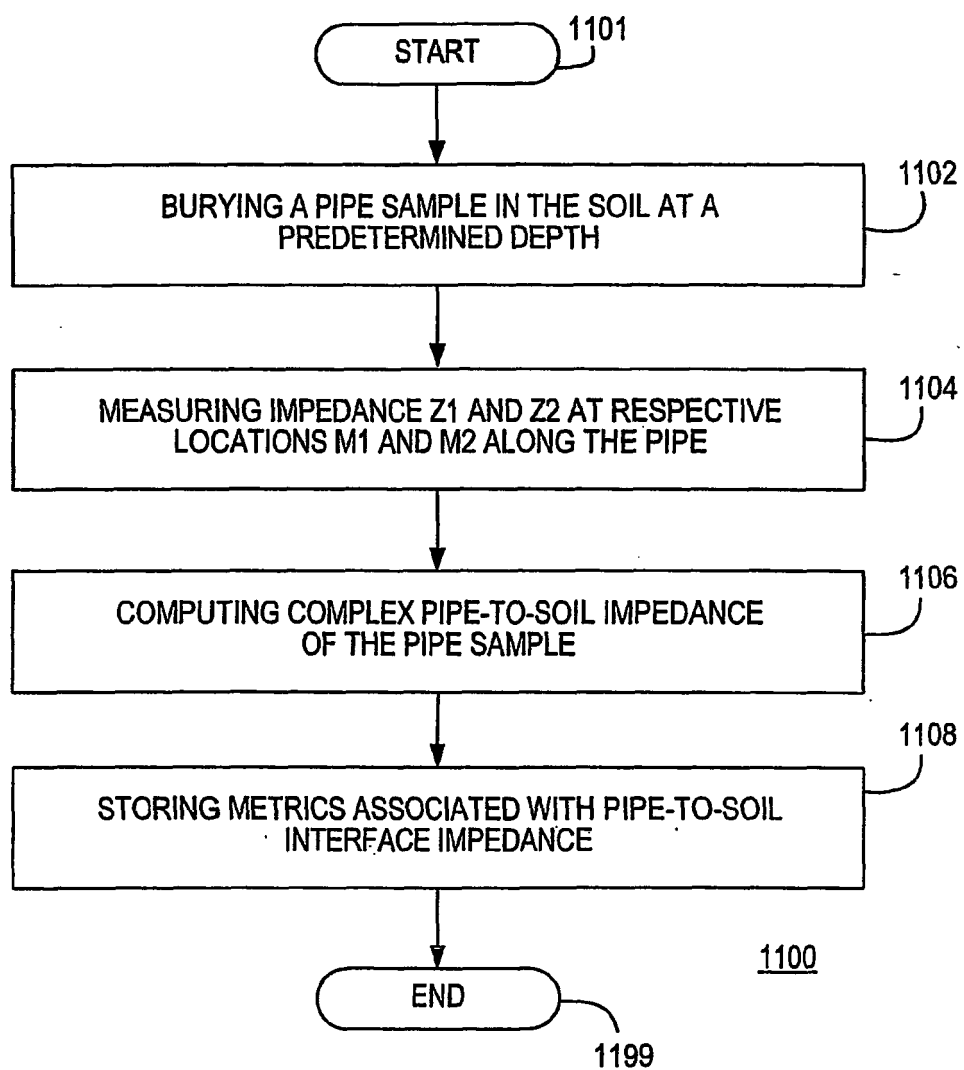 START
1101
BURYING A PIPE SAMPLE IN THE SOIL AT A
PREDETERMINED DEPTH
1102
MEASURING IMPEDANCE Z1 AND Z2 AT RESPECTIVE
LOCATIONS M1 AND M2 ALONG THE PIPE
1104
COMPUTING COMPLEX PIPE-TO-SOIL IMPEDANCE
OF THE PIPE SAMPLE
1106
STORING METRICS ASSOCIATED WITH PIPE-TO-SOIL
INTERFACE IMPEDANCE
1108
1100
END
1199